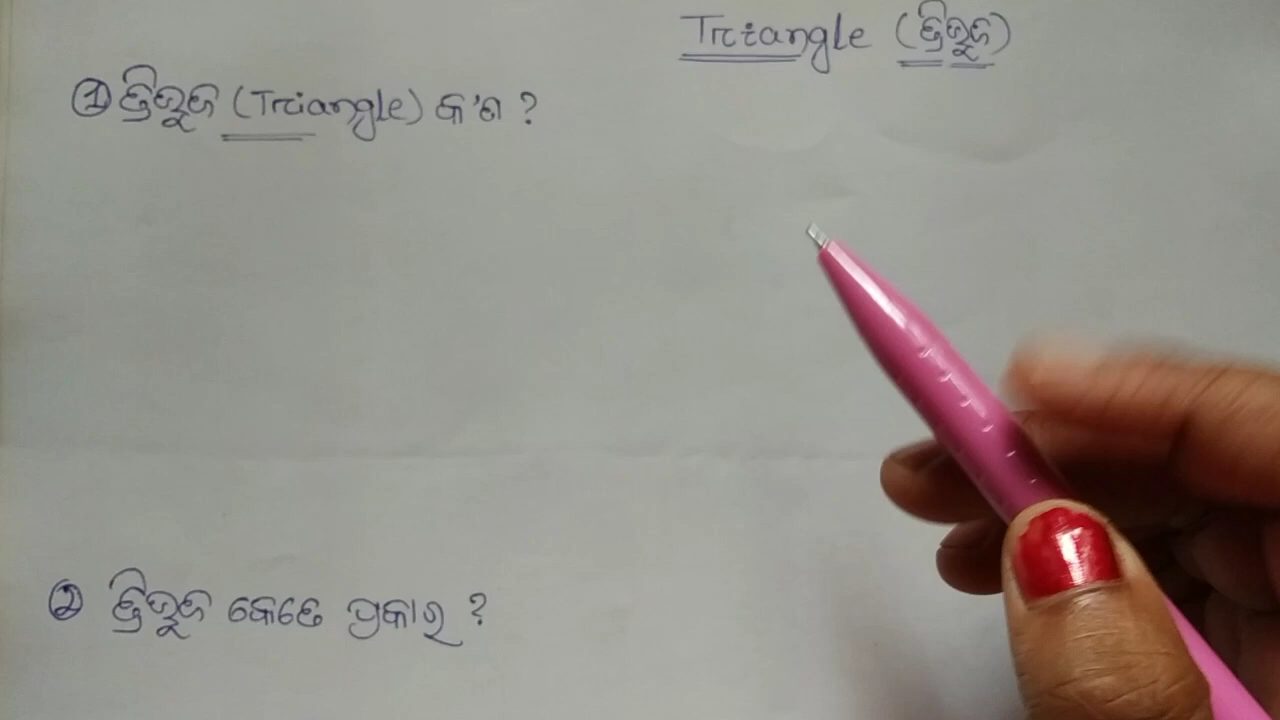 Triangle (ତ୍ରିଭୂଜ)
① ତ୍ରିଭୂଜ (Triangle) କ'ଣ ?
② ତ୍ରିଭୂଜ କେତେ ପ୍ରକାର ?